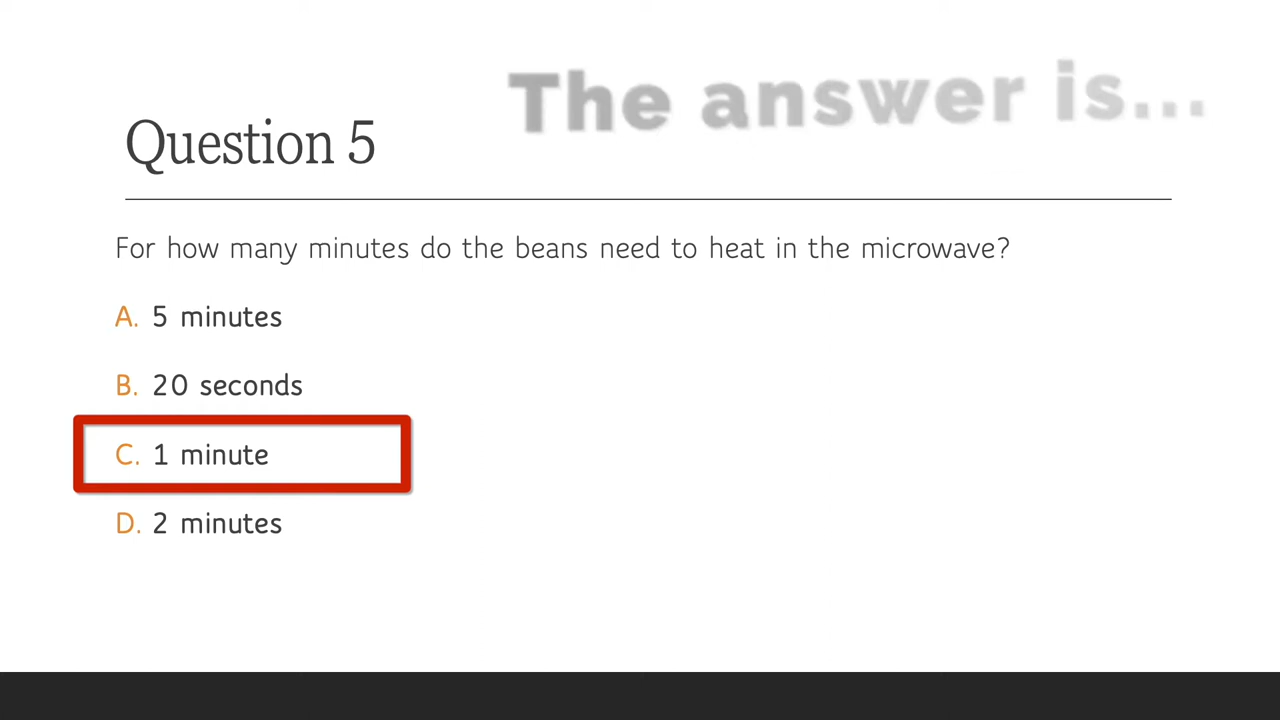 The answer is...
Question 5
For how many minutes do the beans need to heat in the microwave?
A. 5 minutes
B. 20 seconds
C. 1 minute
D. 2 minutes